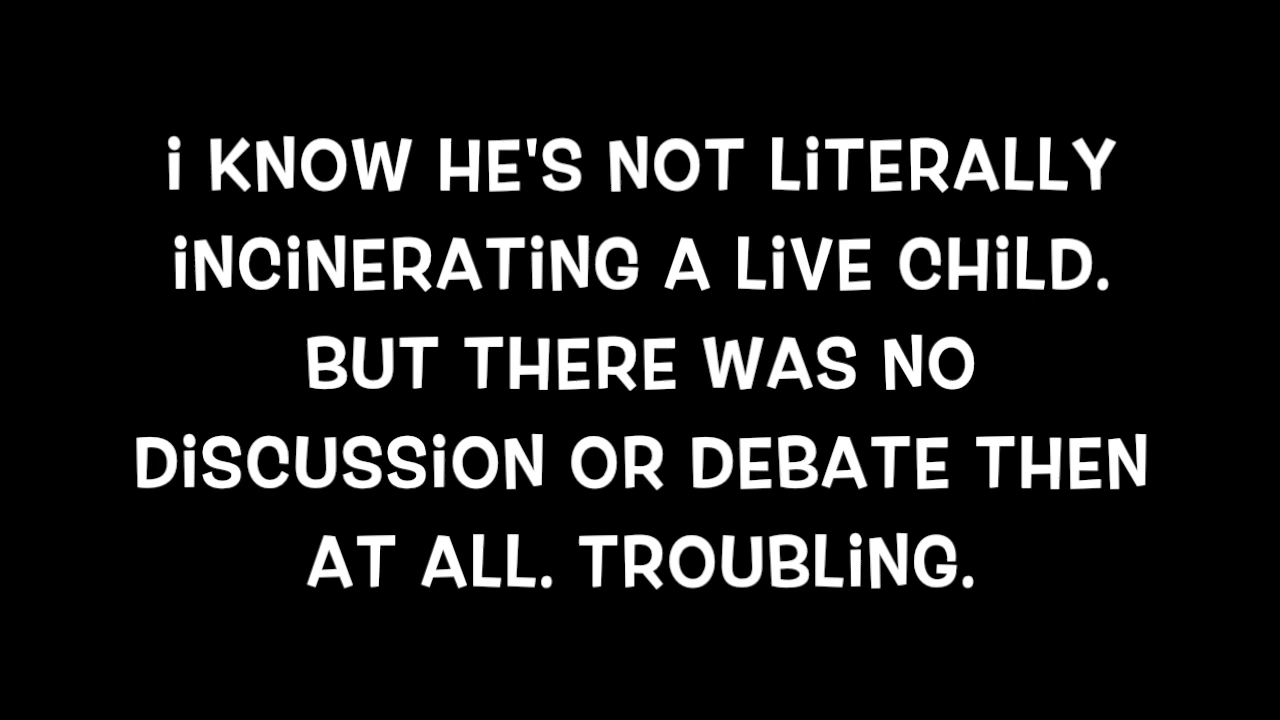 i KNOW HE'S NOT LiTERALLY
iNCiNERATiNG A LiVE CHiLD.
BUT THERE WAS NO
DiSCUSSiON OR DEBATE THEN
AT ALL. TROUBLiNG.